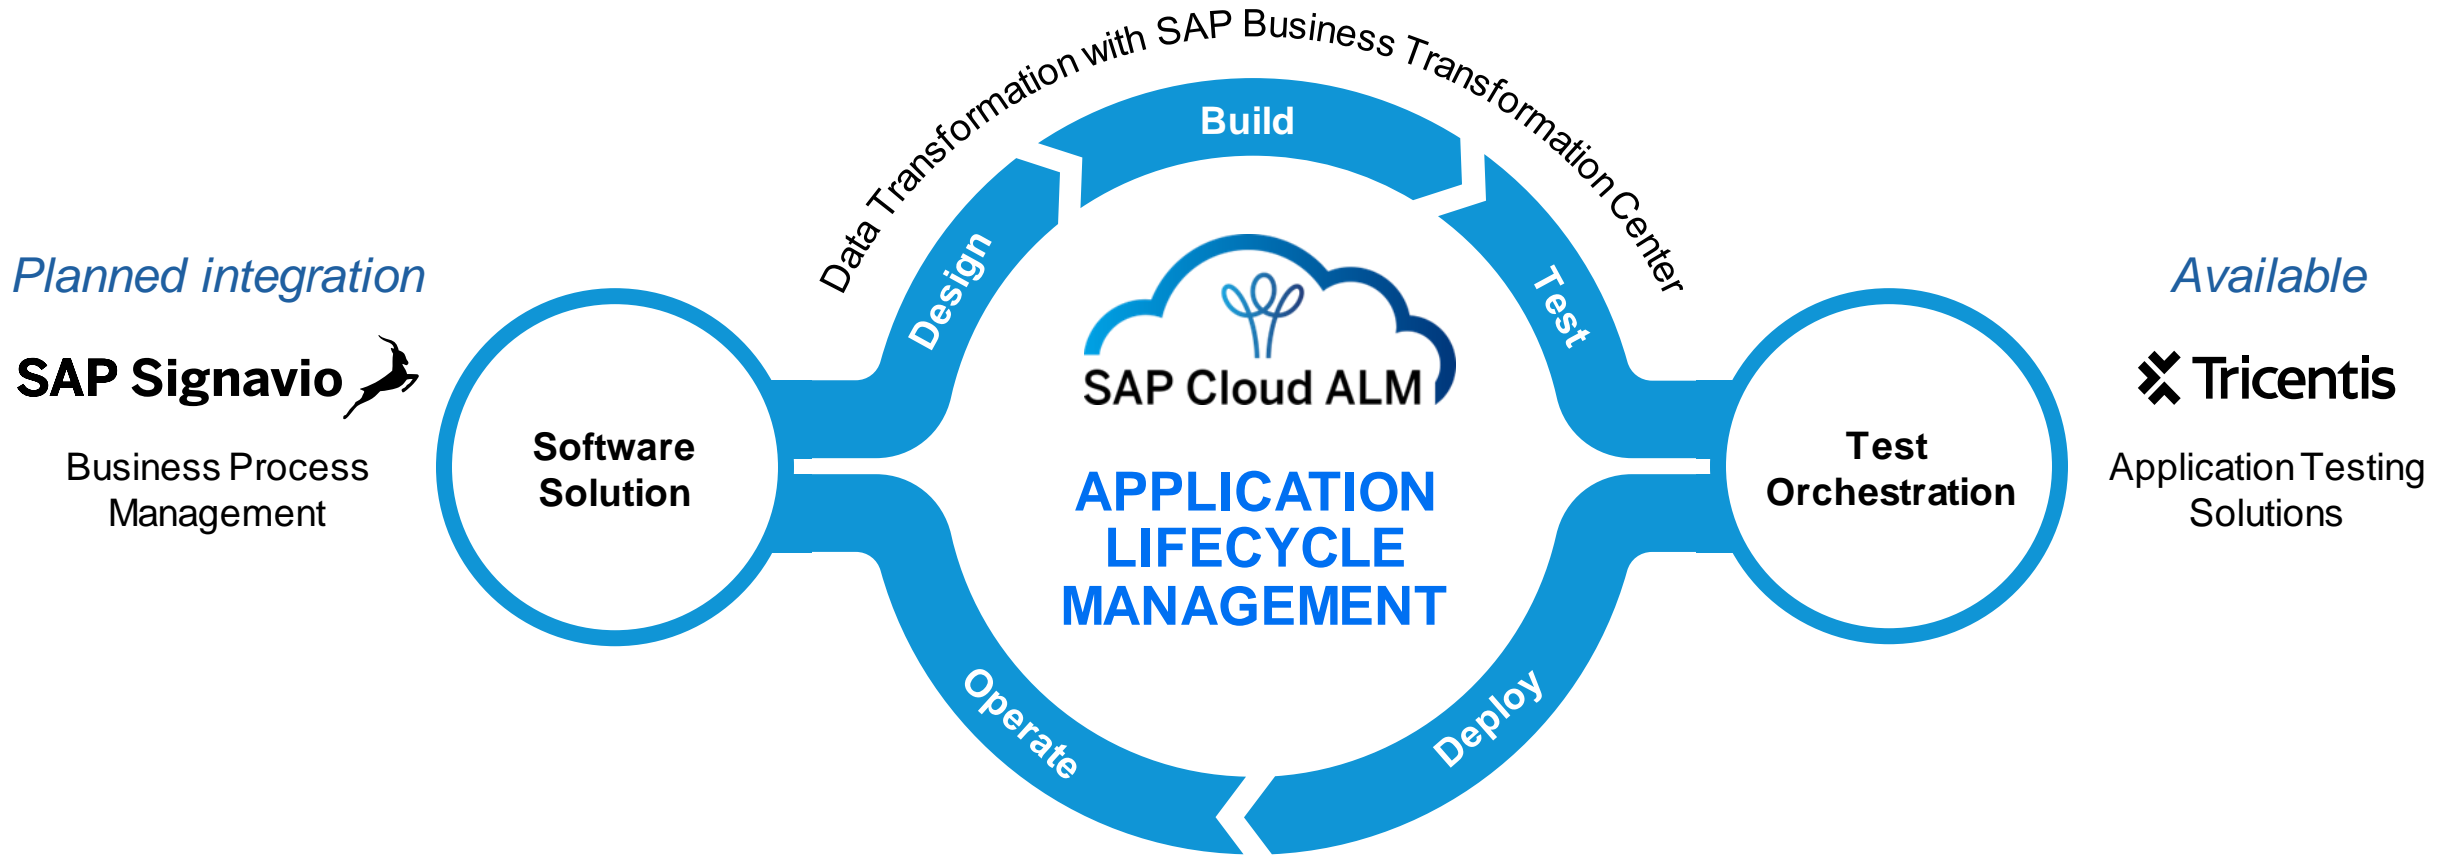 Data Transformation with SAP Business Transformation Center
Planned integration
SAP Signavio
Business Process
Management
Software
Solution
Design
Build
Test
Deploy
Operate
SAP Cloud ALM
APPLICATION
LIFECYCLE
MANAGEMENT
Test
Orchestration
Available
Tricentis
Application Testing
Solutions